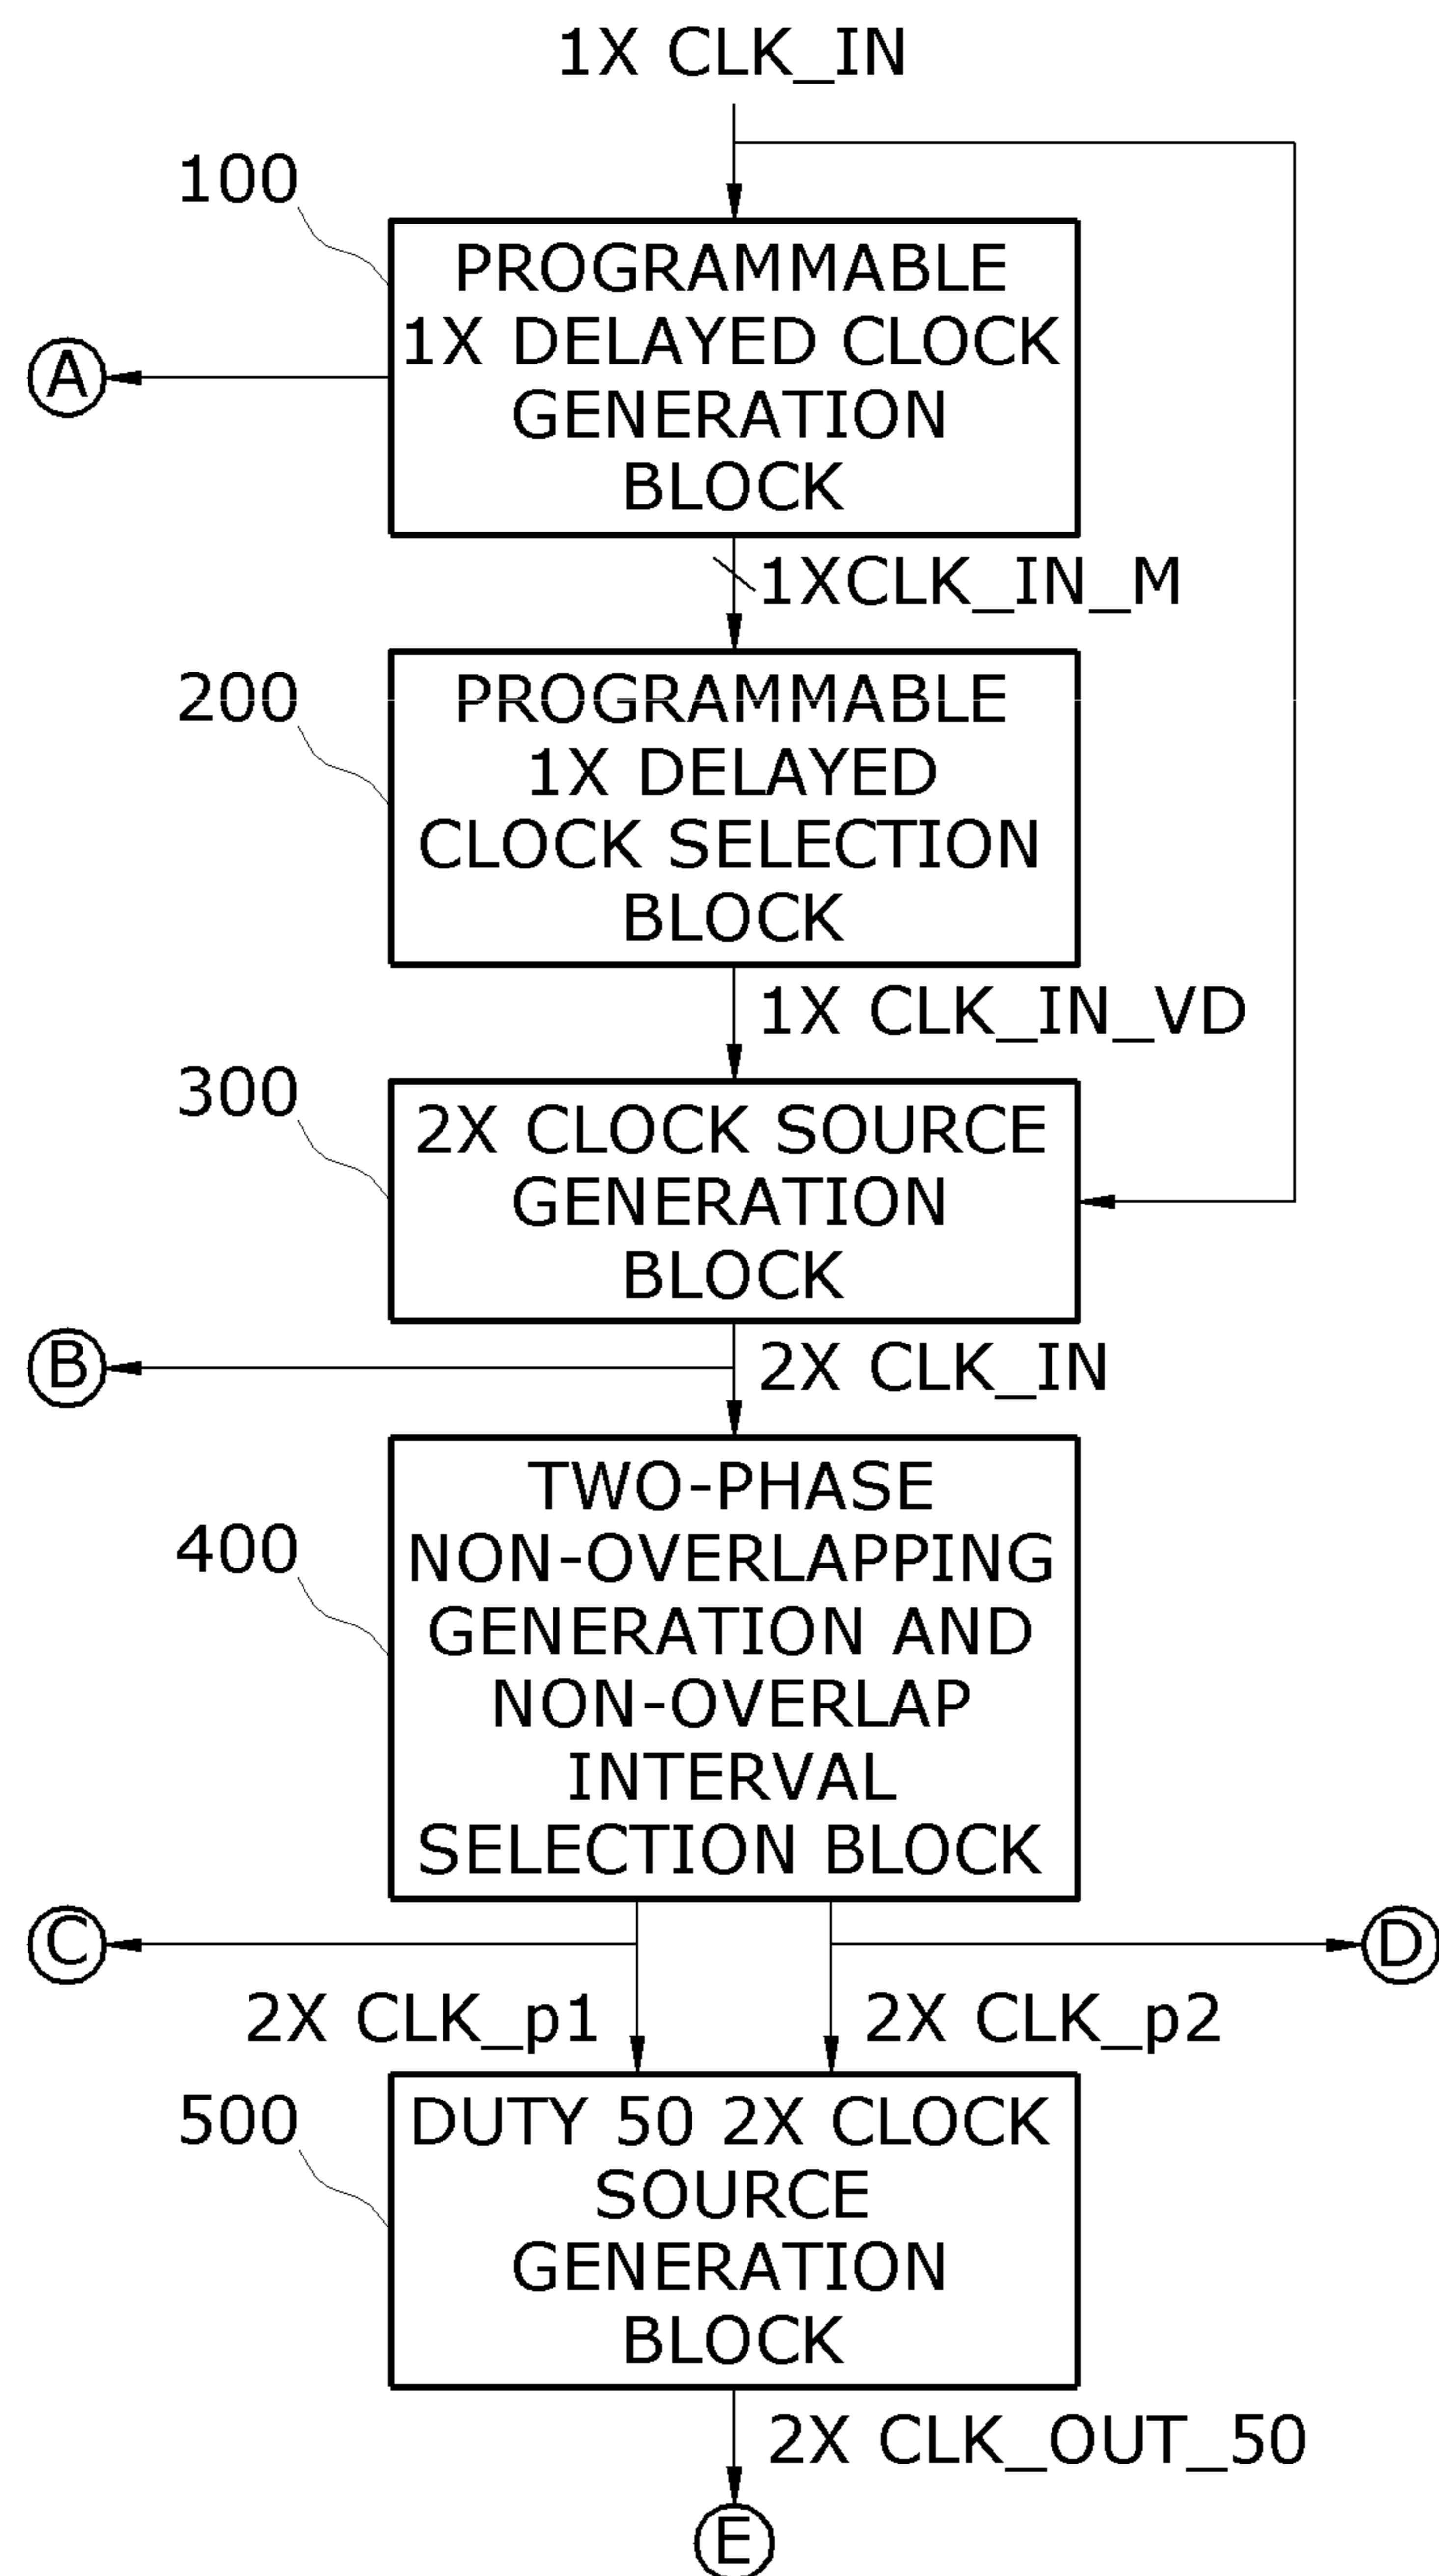 1X CLK_IN
100
PROGRAMMABLE
1X DELAYED CLOCK
GENERATION
BLOCK
A
1XCLK_IN_M
200
PROGRAMMABLE
1X DELAYED
CLOCK SELECTION
BLOCK
1X CLK_IN_VD
300
2X CLOCK SOURCE
GENERATION
BLOCK
B
2X CLK_IN
400
TWO-PHASE
NON-OVERLAPPING
GENERATION AND
NON-OVERLAP
INTERVAL
SELECTION BLOCK
C
D
2X CLK_p1
2X CLK_p2
500
DUTY 50 2X CLOCK
SOURCE
GENERATION
BLOCK
2X CLK_OUT_50
E